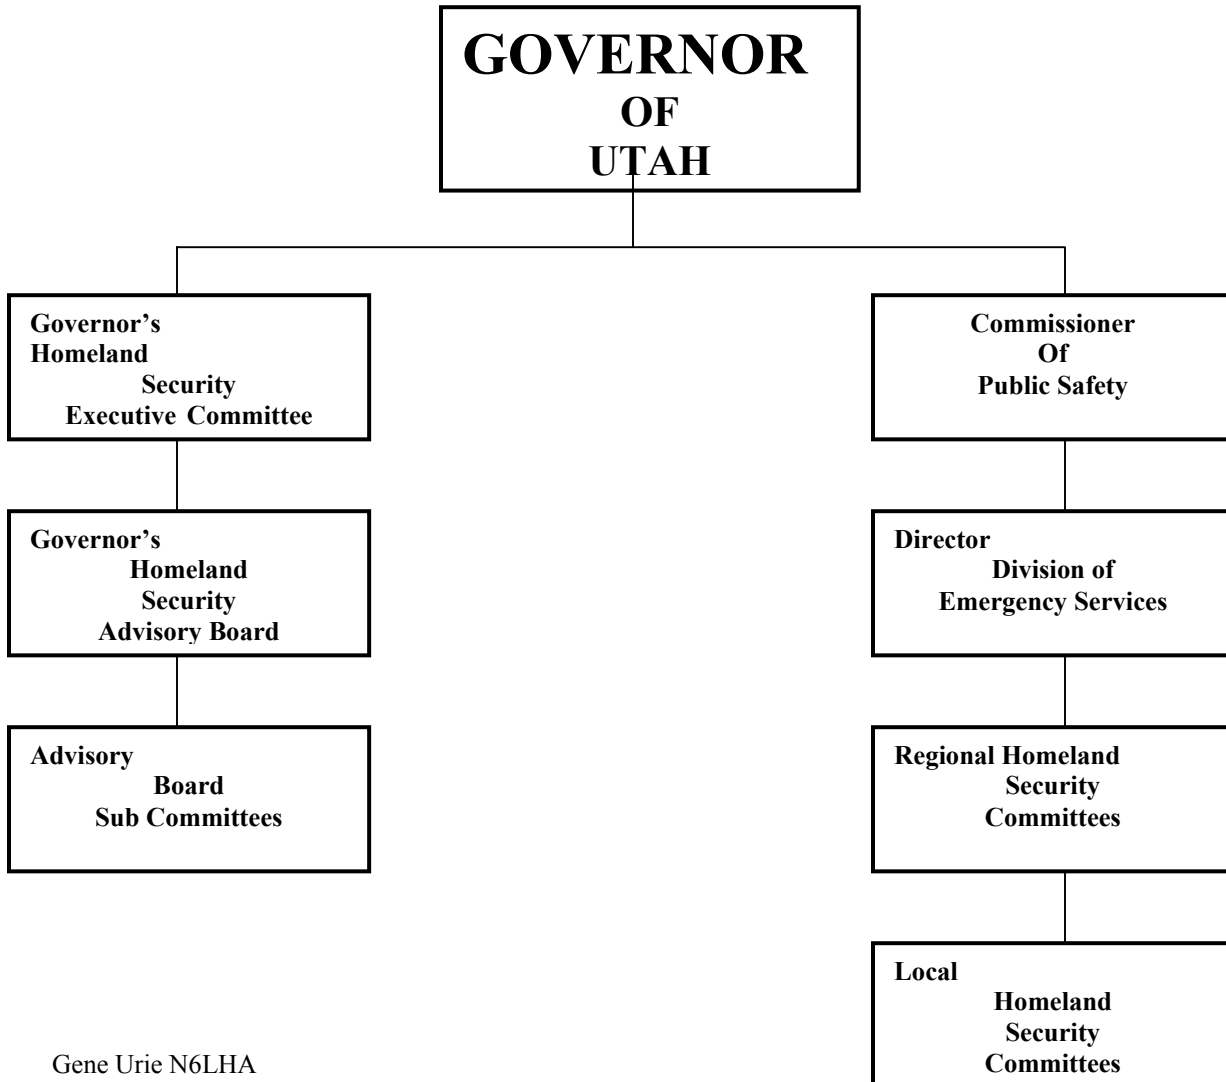 GOVERNOR
OF
UTAH
Governor’s
Homeland
Security
Executive Committee
Commissioner
Of
Public Safety
Governor’s
Homeland
Security
Advisory Board
Director
Division of
Emergency Services
Advisory
Board
Sub Committees
Regional Homeland
Security
Committees
Local
Homeland
Security
Committees
Gene Urie N6LHA